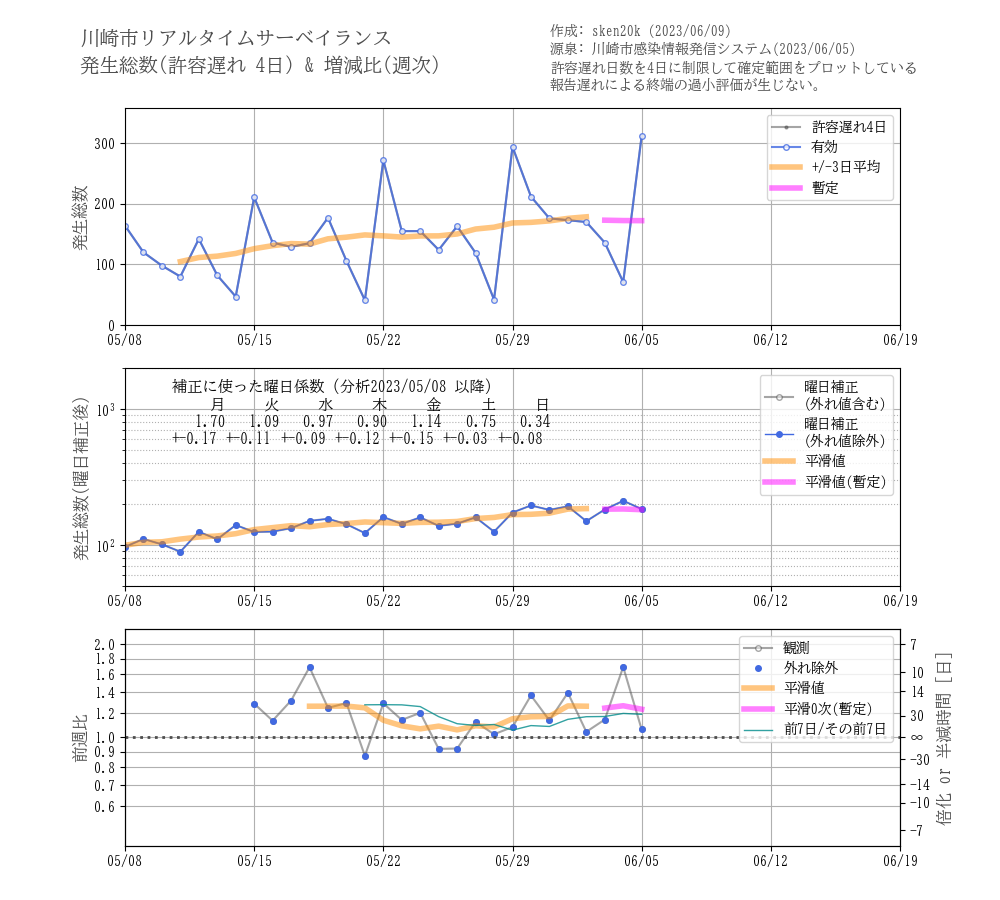 川崎市リアルタイムサーベイランス
発生総数(許容遅れ 4日) & 増減比(週次)
作成: sken20k (2023/06/09)
源泉: 川崎市感染情報発信システム(2023/06/05)
許容遅れ日数を4日に制限して確定範囲をプロットしている
報告遅れによる終端の過小評価が生じない。
発生総数
300
200
100
0
許容遅れ4日
有効
+/-3日平均
暫定
05/08 05/15 05/22 05/29 06/05 06/12 06/19
発生総数(曜日補正後)
10³
10²
補正に使った曜日係数 (分析2023/05/08 以降)
月 火 水 木 金 土 日
1.70 1.09 0.97 0.90 1.14 0.75 0.34
+-0.17 +-0.11 +-0.09 +-0.12 +-0.15 +-0.03 +-0.08
曜日補正
(外れ値含む)
曜日補正
(外れ値除外)
平滑値
平滑値(暫定)
05/08 05/15 05/22 05/29 06/05 06/12 06/19
前週比
2.0
1.8
1.6
1.4
1.2
1.0
0.9
0.8
0.7
0.6
観測
外れ除外
平滑値
平滑0次(暫定)
前7日/その前7日
7
10
14
30
∞
-30
-14
-10
-7
倍化 or 半減時間 [日]
05/08 05/15 05/22 05/29 06/05 06/12 06/19